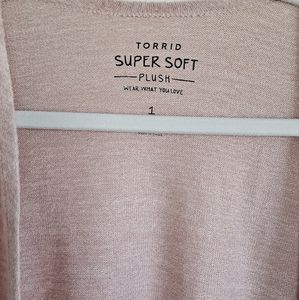 TORRID
SUPER SOFT
PLUSH
WEAR WHAT YOU LOVE
1